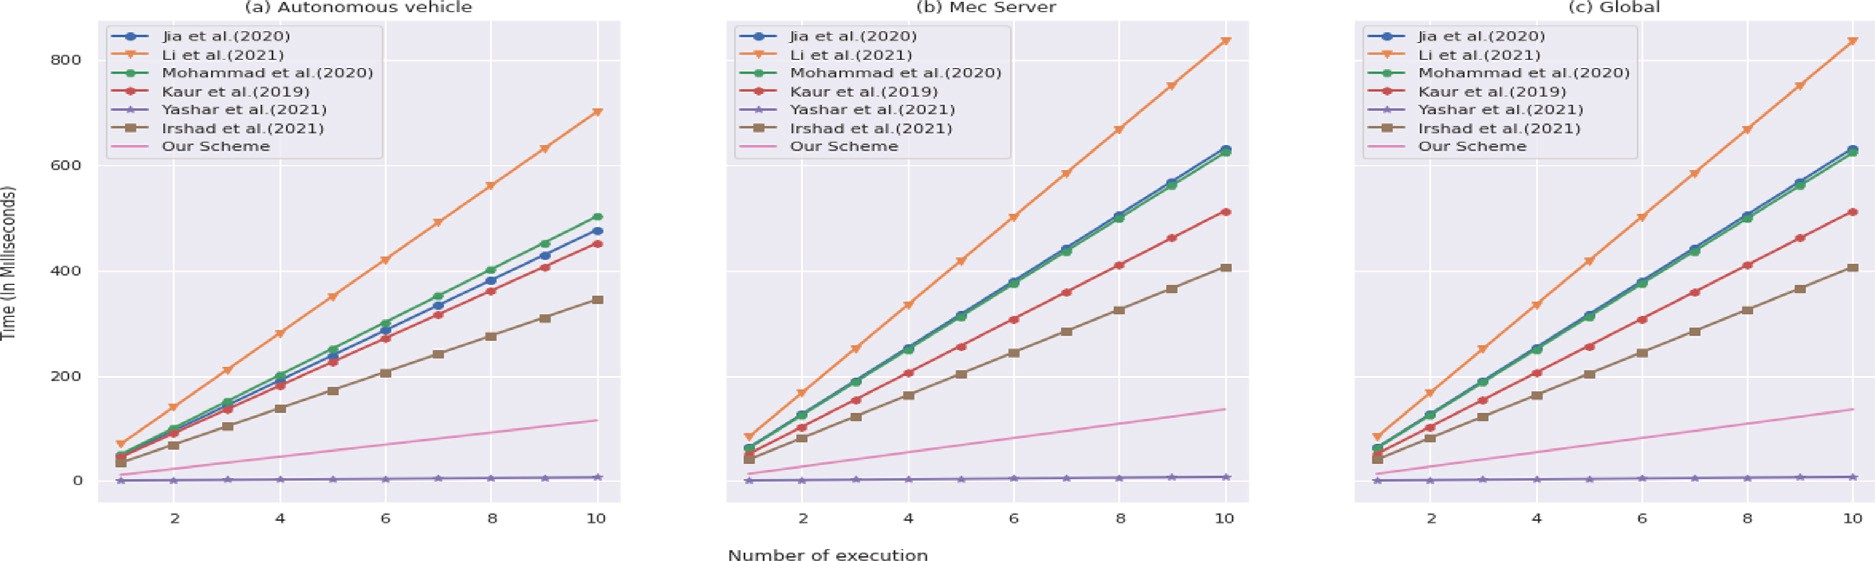 (a) Autonomous vehicle
(b) Mec Server
(c) Global
Jia et al.(2020)
Li et al.(2021)
Mohammad et al.(2020)
Kaur et al.(2019)
Yashar et al.(2021)
Irshad et al.(2021)
Our Scheme
Jia et al.(2020)
Li et al.(2021)
Mohammad et al.(2020)
Kaur et al.(2019)
Yashar et al.(2021)
Irshad et al.(2021)
Our Scheme
Jia et al.(2020)
Li et al.(2021)
Mohammad et al.(2020)
Kaur et al.(2019)
Yashar et al.(2021)
Irshad et al.(2021)
Our Scheme
800
600
400
200
0
Time (In Milliseconds)
2 4 6 8 10
2 4 6 8 10
2 4 6 8 10
Number of execution